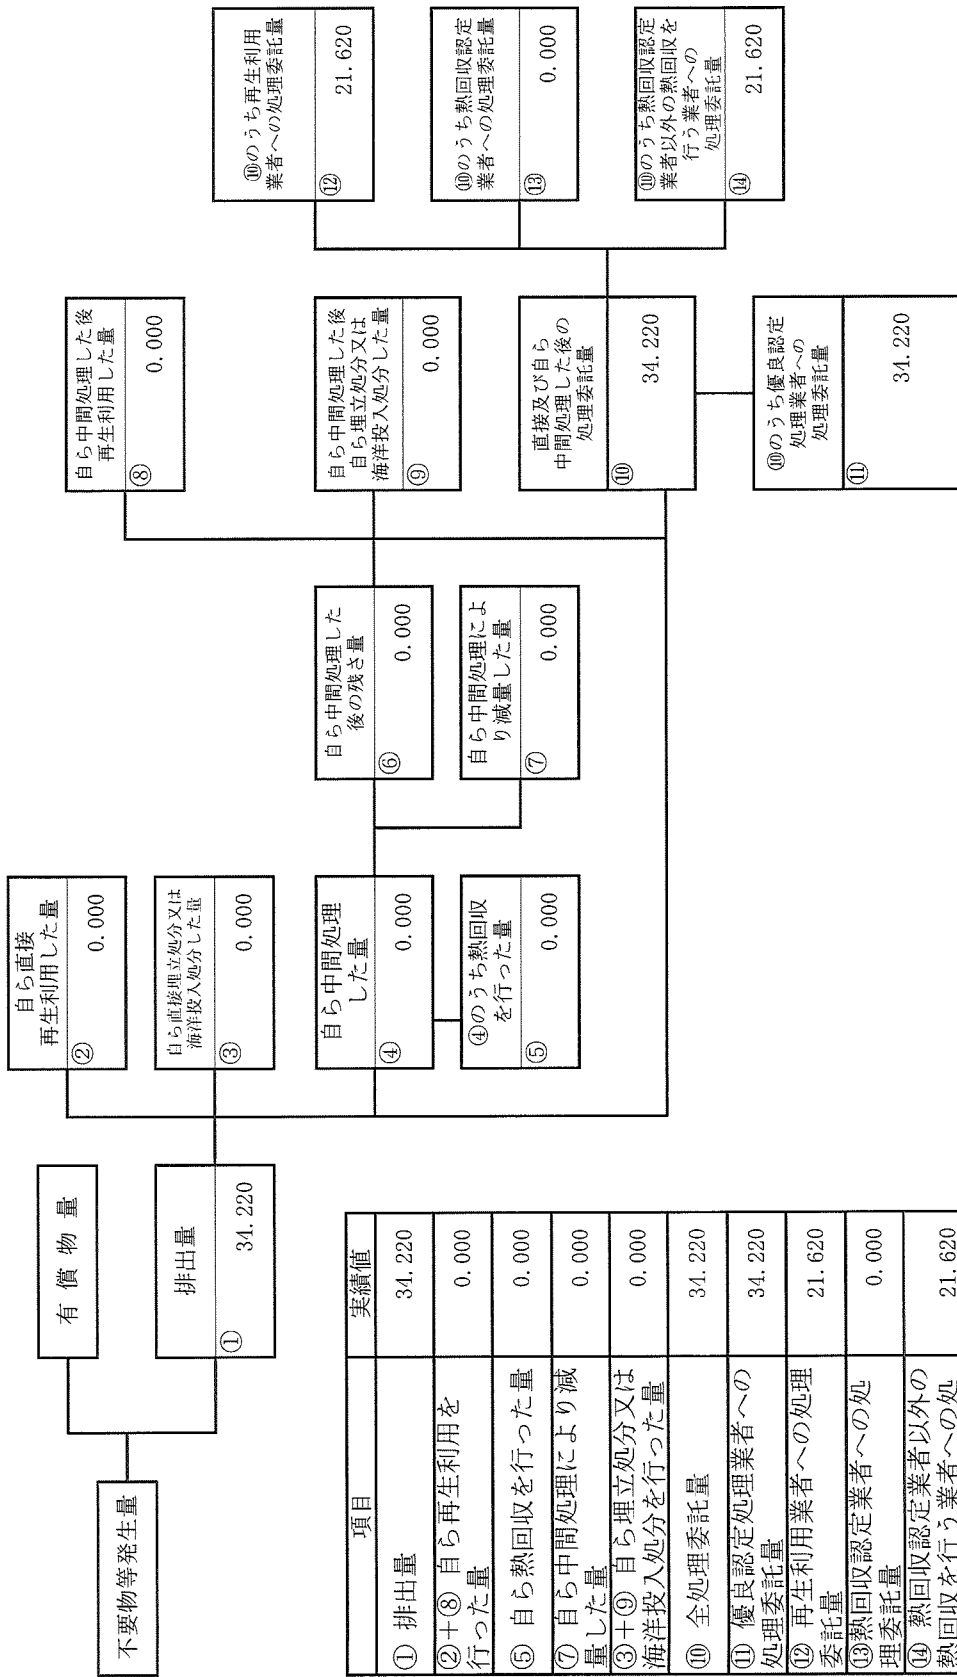 不要物等発生量
有償物量
排出量
① 34.220
自ら直接
再生利用した量
② 0.000
自ら直接埋立処分又は
海洋投入処分した量
③ 0.000
自ら中間処理
した量
④ 0.000
④のうち熱回収
を行った量
⑤ 0.000
自ら中間処理した
後の残さ量
⑥ 0.000
自ら中間処理によ
り減量した量
⑦ 0.000
自ら中間処理した後
再生利用した量
⑧ 0.000
自ら中間処理した後
自ら埋立処分又は
海洋投入処分した量
⑨ 0.000
直接及び自ら
中間処理した後の
処理委託量
⑩ 34.220
⑩のうち優良認定
処理業者への
処理委託量
⑪ 34.220
⑩のうち再生利用
業者への処理委託量
⑫ 21.620
⑩のうち熱回収認定
業者への処理委託量
⑬ 0.000
⑩のうち熱回収認定
業者以外の熱回収を
行う業者への
処理委託量
⑭ 21.620
項目 実績値
① 排出量 34.220
②+⑧ 自ら再生利用を
行った量 0.000
⑤ 自ら熱回収を行った量 0.000
⑦ 自ら中間処理により減
量した量 0.000
③+⑨ 自ら埋立処分又は
海洋投入処分を行った量 0.000
⑩ 全処理委託量 34.220
⑪ 優良認定処理業者への
処理委託量 34.220
⑫ 再生利用業者への処理
委託量 21.620
⑬熱回収認定業者への処
理委託量 0.000
⑭ 熱回収認定業者以外の
熱回収を行う業者への処 21.620